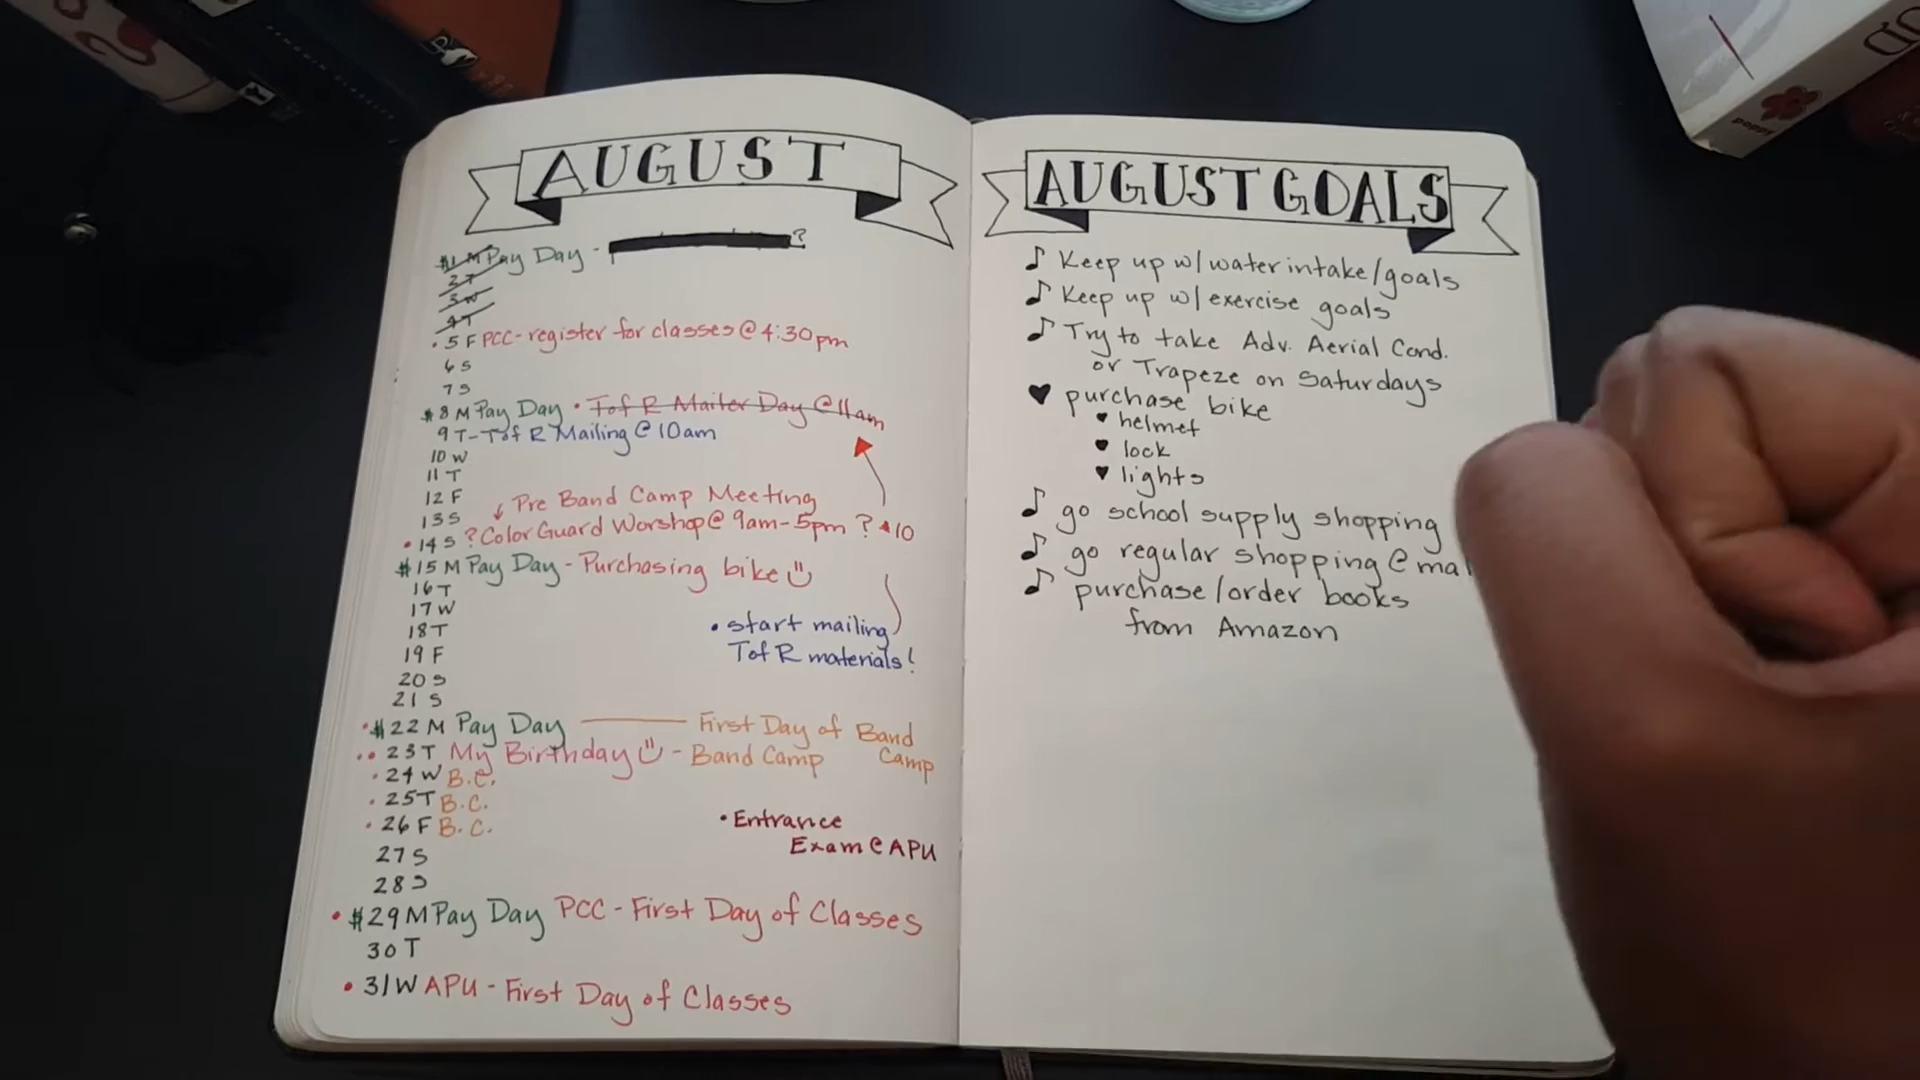 AUGUST
$1 M Pay Day - ?
2 T
3 W
4 T
• 5 F PCC- register for classes @ 4:30pm
6 S
7 S
$8 M Pay Day • T of R Mailer Day @ 11am
9 T- T of R Mailing @ 10am
10 W
11 T
12 F
Pre Band Camp Meeting
13 S
• 14 S ? Color Guard Worshop @ 9am-5pm ? 10
$15 M Pay Day - Purchasing bike
16 T
17 W
18 T
• start mailing
T of R materials!
19 F
20 S
21 S
• $22 M Pay Day First Day of Band Camp
•• 23 T My Birthday - Band Camp
• 24 W B.C.
• 25 T B.C.
• 26 F B.C.
• Entrance
Exam @ APU
27 S
28 S
• $29 M Pay Day PCC - First Day of Classes
30 T
• 31 W APU - First Day of Classes
AUGUST GOALS
♪ Keep up w/ water intake/goals
♪ Keep up w/ exercise goals
♪ Try to take Adv. Aerial Cond.
or Trapeze on Saturdays
♥ purchase bike
♥ helmet
♥ lock
♥ lights
♪ go school supply shopping
♪ go regular shopping @
♪ purchase/order books
from Amazon
poppy